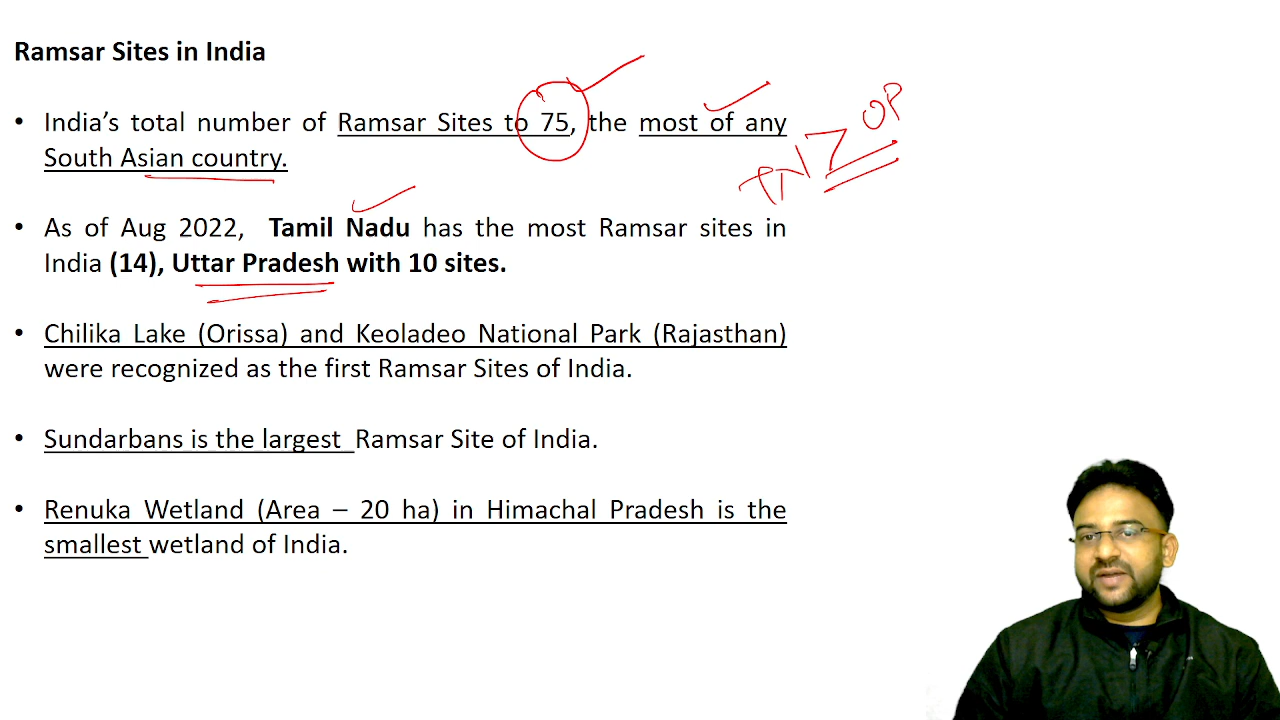 Ramsar Sites in India
• India's total number of Ramsar Sites to 75, the most of any
South Asian country.
• As of Aug 2022, Tamil Nadu has the most Ramsar sites in
India (14), Uttar Pradesh with 10 sites.
• Chilika Lake (Orissa) and Keoladeo National Park (Rajasthan)
were recognized as the first Ramsar Sites of India.
• Sundarbans is the largest Ramsar Site of India.
• Renuka Wetland (Area – 20 ha) in Himachal Pradesh is the
smallest wetland of India.